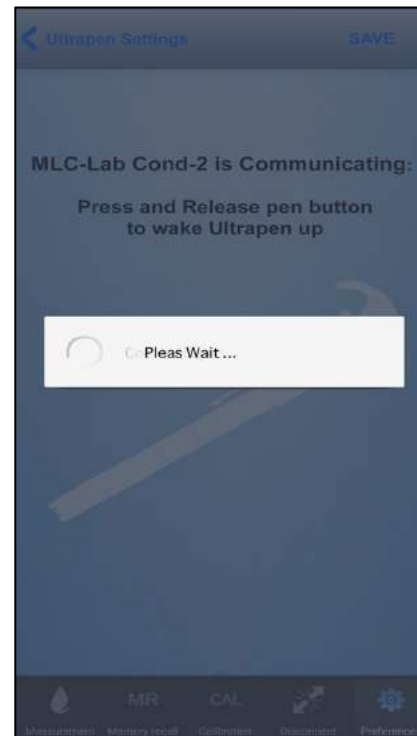 Ultrapen Settings
SAVE
MLC-Lab Cond-2 is Communicating:
Press and Release pen button
to wake Ultrapen up
Pleas Wait ...
MR
CAL
Measurement
Memory recall
Calibration
Disconnect
Preference